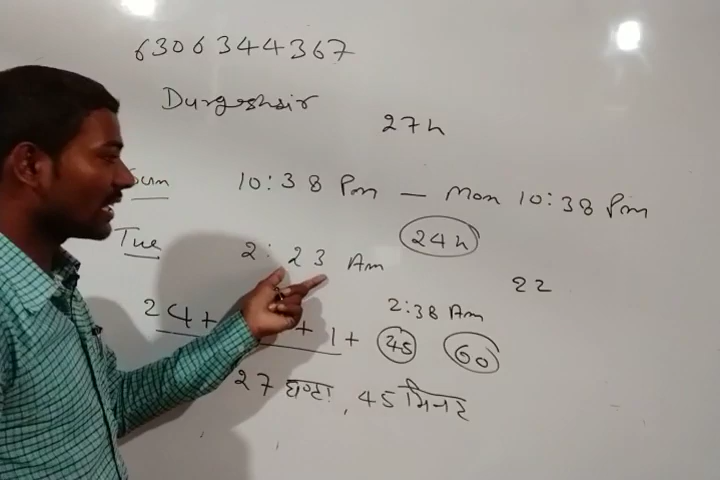 6306344367
Durgeshsir
27h
Sun 10:38 Pm — Mon 10:38 Pm
24h
Tue 2:23 Am
22
2:38 Am
24+ + 1+ 45 60
27 घण्टा, 45 मिनट